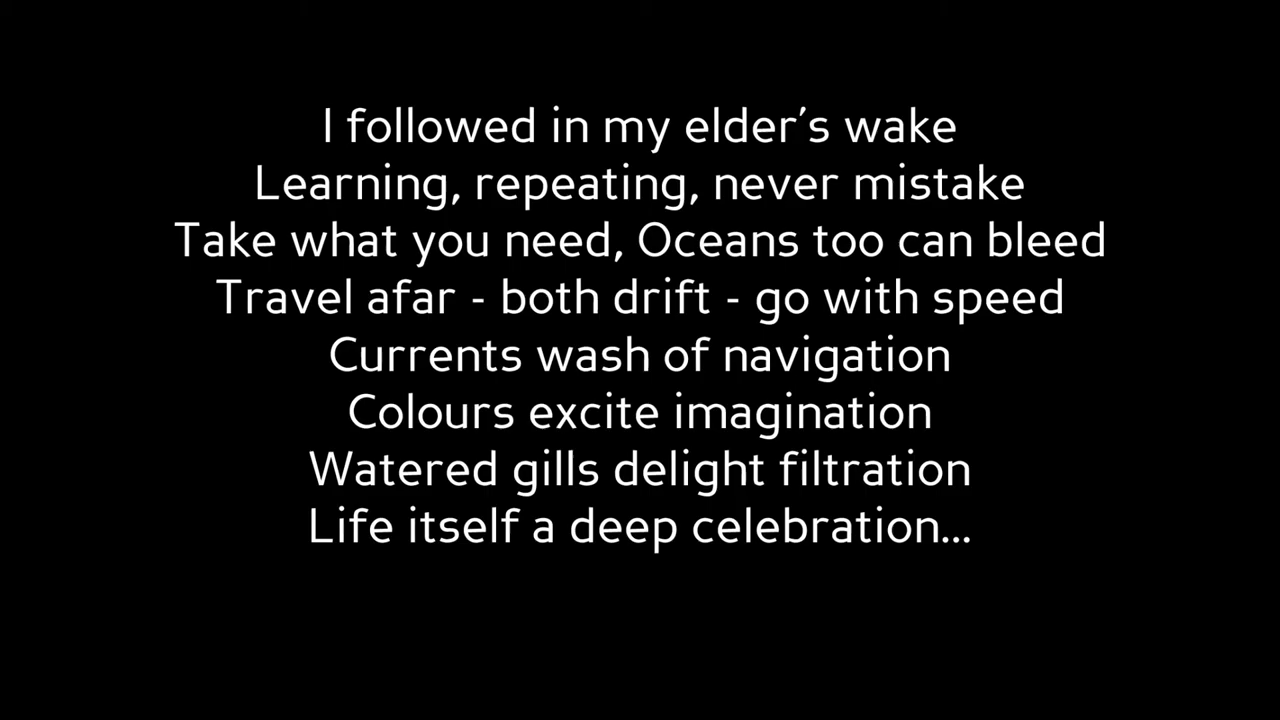 I followed in my elder’s wake
Learning, repeating, never mistake
Take what you need, Oceans too can bleed
Travel afar - both drift - go with speed
Currents wash of navigation
Colours excite imagination
Watered gills delight filtration
Life itself a deep celebration...